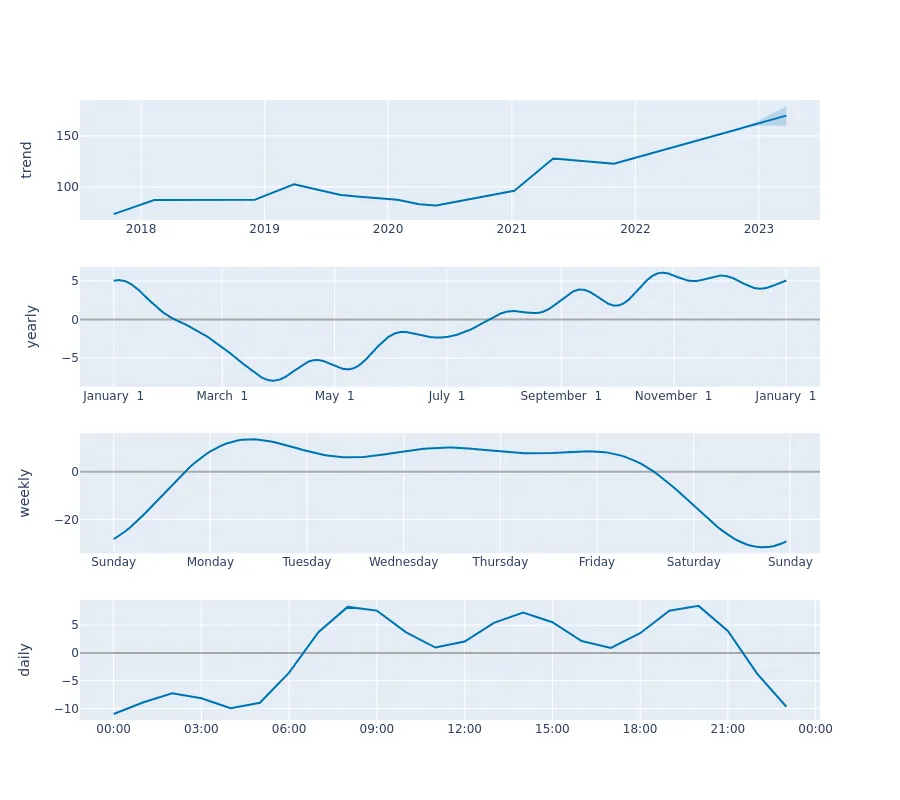 trend
150
100
2018 2019 2020 2021 2022 2023
yearly
5
0
−5
January 1 March 1 May 1 July 1 September 1 November 1 January 1
weekly
0
−20
Sunday Monday Tuesday Wednesday Thursday Friday Saturday Sunday
daily
5
0
−5
−10
00:00 03:00 06:00 09:00 12:00 15:00 18:00 21:00 00:00